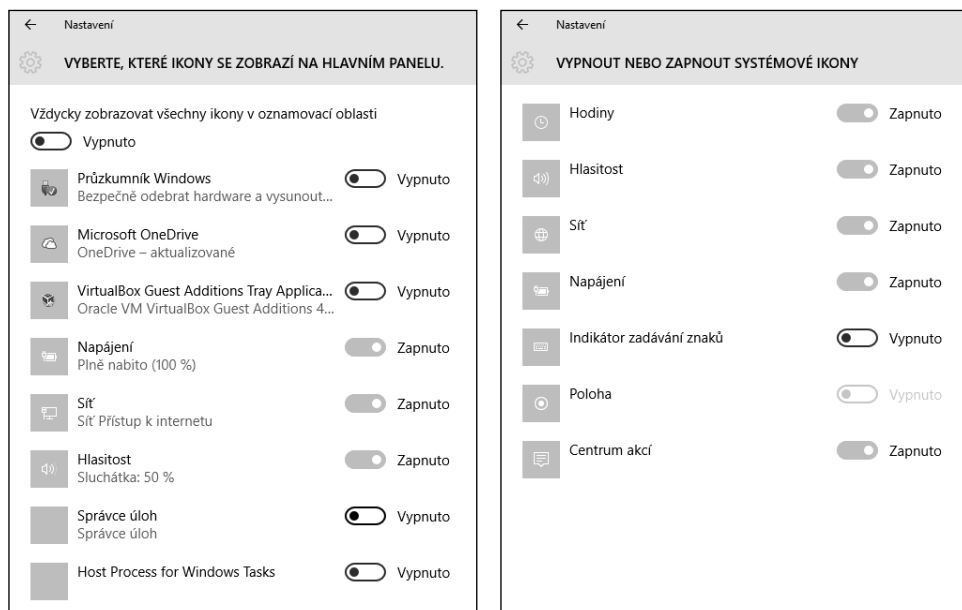 Nastavení
VYBERTE, KTERÉ IKONY SE ZOBRAZÍ NA HLAVNÍM PANELU.
Vždycky zobrazovat všechny ikony v oznamovací oblasti
Vypnuto
Průzkumník Windows
Vypnuto
Bezpečně odebrat hardware a vysunout...
Microsoft OneDrive
Vypnuto
OneDrive – aktualizované
VirtualBox Guest Additions Tray Applica...
Vypnuto
Oracle VM VirtualBox Guest Additions 4...
Napájení
Zapnuto
Plně nabito (100 %)
Síť
Zapnuto
Síť Přístup k internetu
Hlasitost
Zapnuto
Sluchátka: 50 %
Správce úloh
Vypnuto
Správce úloh
Host Process for Windows Tasks
Vypnuto
Nastavení
VYPNOUT NEBO ZAPNOUT SYSTÉMOVÉ IKONY
Hodiny
Zapnuto
Hlasitost
Zapnuto
Síť
Zapnuto
Napájení
Zapnuto
Indikátor zadávání znaků
Vypnuto
Poloha
Vypnuto
Centrum akcí
Zapnuto